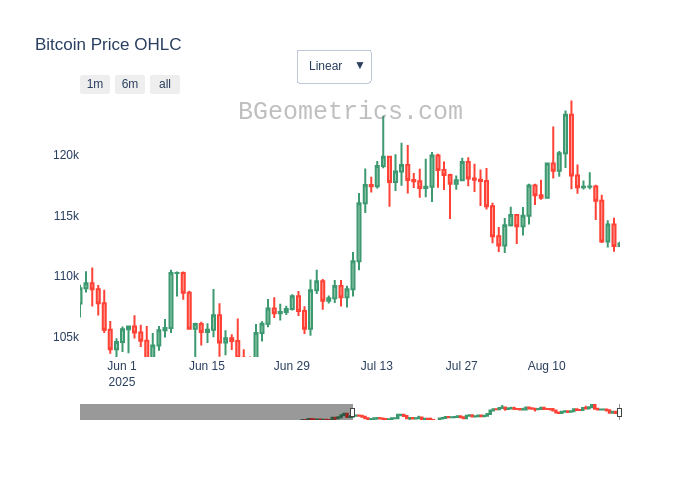 Bitcoin Price OHLC
Linear ▼
1m 6m all
BGeometrics.com
120k
115k
110k
105k
Jun 1 Jun 15 Jun 29 Jul 13 Jul 27 Aug 10
2025